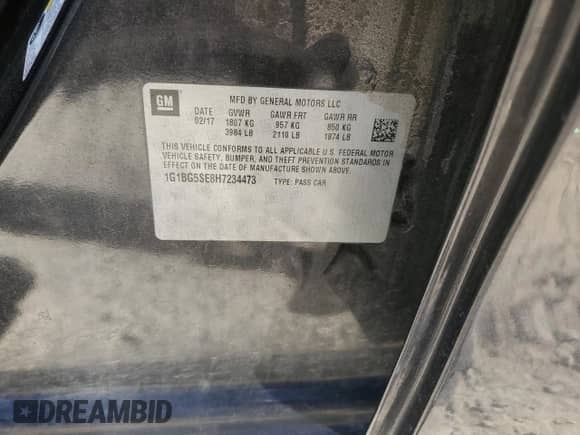 GM
MFD BY GENERAL MOTORS LLC
DATE GVWR GAWR FRT GAWR RR
02/17 1807 KG 957 KG 850 KG
3984 LB 2110 LB 1874 LB
THIS VEHICLE CONFORMS TO ALL APPLICABLE U.S. FEDERAL MOTOR
VEHICLE SAFETY, BUMPER, AND THEFT PREVENTION STANDARDS IN
EFFECT ON THE DATE OF MANUFACTURE SHOWN ABOVE.
1G1BG5SE8H7234473 TYPE: PASS CAR
DREAMBID